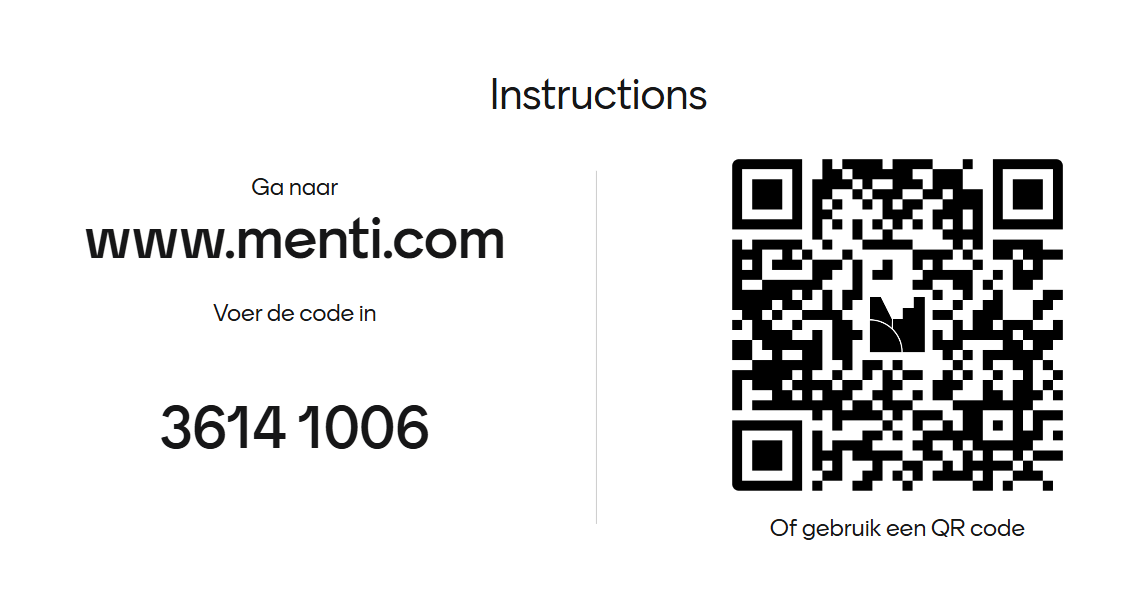 Instructions
Ga naar
www.menti.com
Voer de code in
3614 1006
Of gebruik een QR code